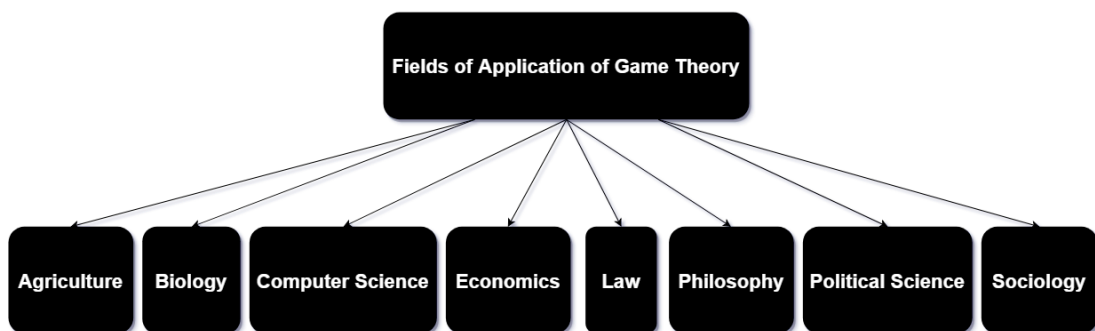 Fields of Application of Game Theory
Agriculture
Biology
Computer Science
Economics
Law
Philosophy
Political Science
Sociology